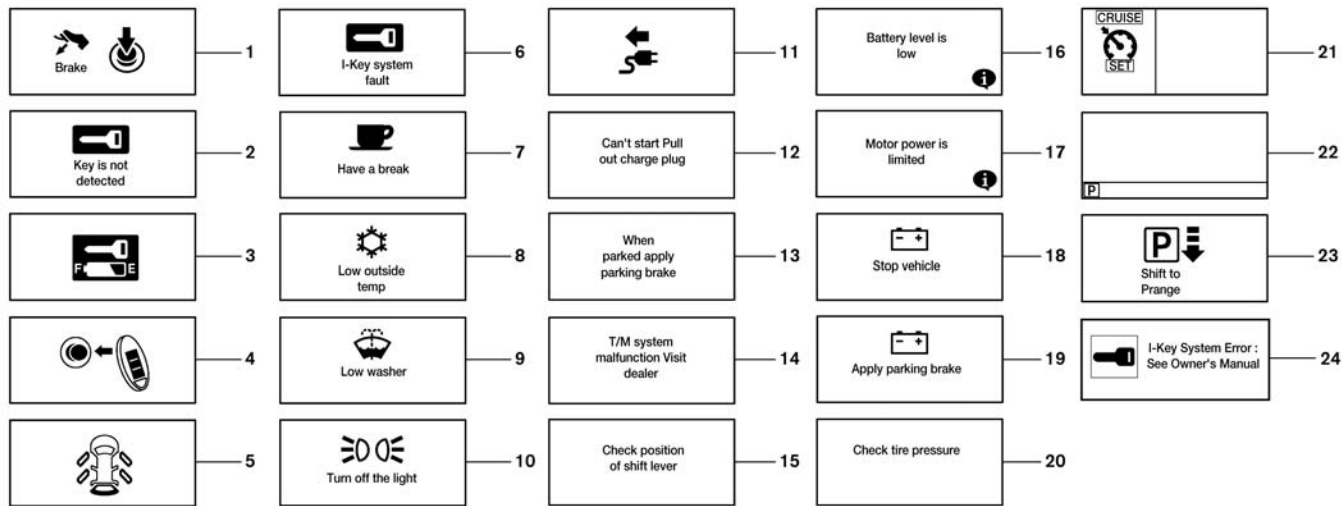 Brake
1
Key is not
detected
2
F E
3
4
5
I-Key system
fault
6
Have a break
7
Low outside
temp
8
Low washer
9
Turn off the light
10
11
Can't start Pull
out charge plug
12
When
parked apply
parking brake
13
T/M system
malfunction Visit
dealer
14
Check position
of shift lever
15
Battery level is
low
i
16
Motor power is
limited
i
17
- +
Stop vehicle
18
- +
Apply parking brake
19
Check tire pressure
20
CRUISE
SET
21
P
22
P
Shift to
Prange
23
I-Key System Error :
See Owner's Manual
24